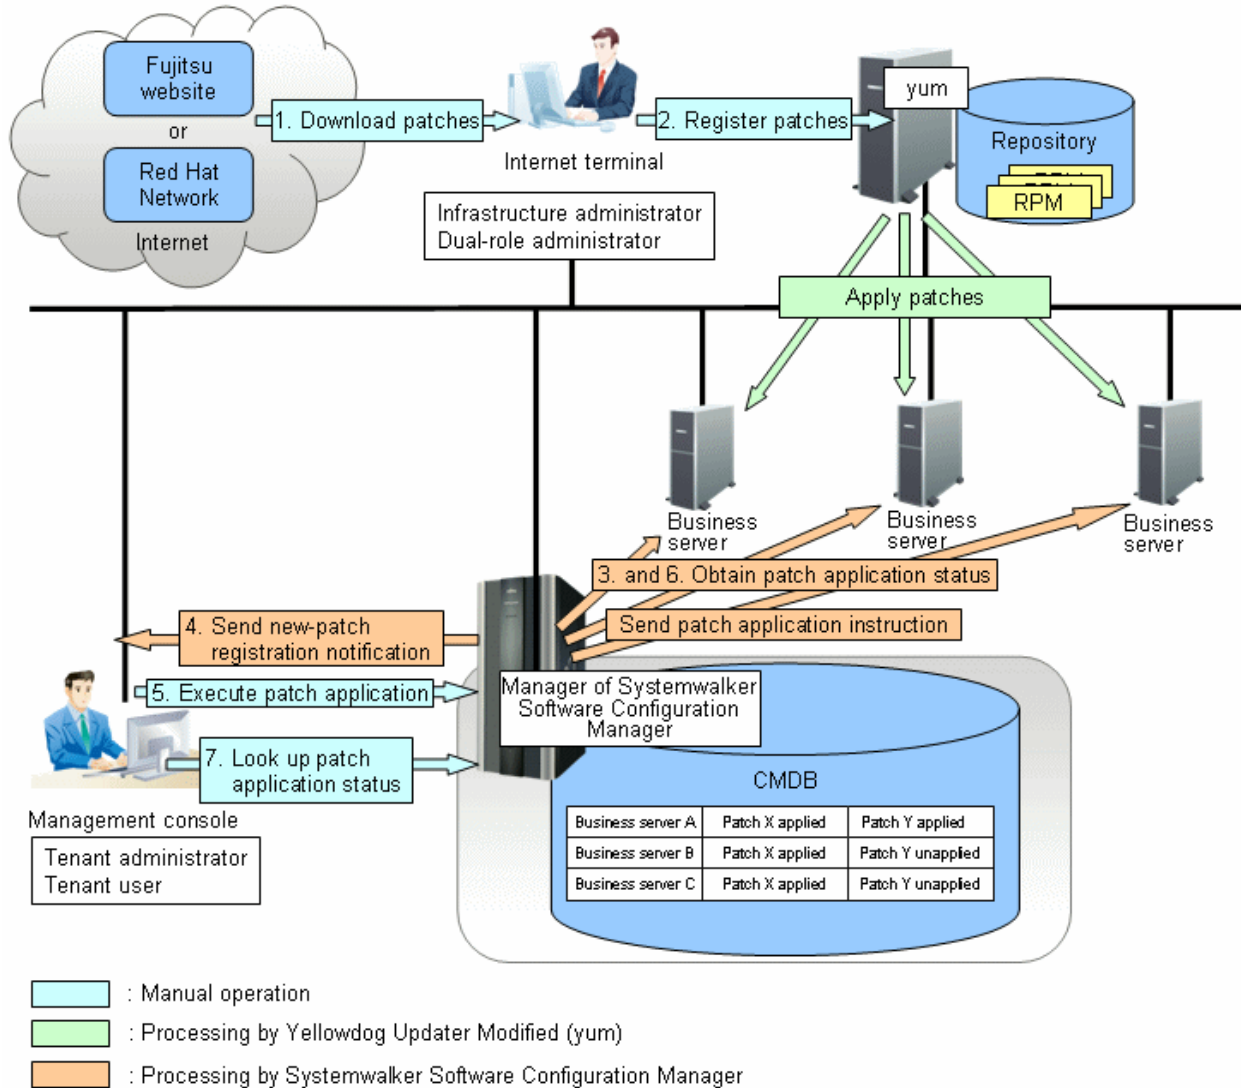 Fujitsu
website
or
Red Hat
Network
Internet
1. Download patches
Internet terminal
2. Register patches
yum
Repository
RPM
Infrastructure administrator
Dual-role administrator
Apply patches
Business
server
Business
server
Business
server
3. and 6. Obtain patch application status
Send patch application instruction
4. Send new-patch
registration notification
5. Execute patch application
7. Look up patch
application status
Manager of Systemwalker
Software Configuration
Manager
Management console
Tenant administrator
Tenant user
CMDB
Business server A Patch X applied Patch Y applied
Business server B Patch X applied Patch Y unapplied
Business server C Patch X applied Patch Y unapplied
: Manual operation
: Processing by Yellowdog Updater Modified (yum)
: Processing by Systemwalker Software Configuration Manager